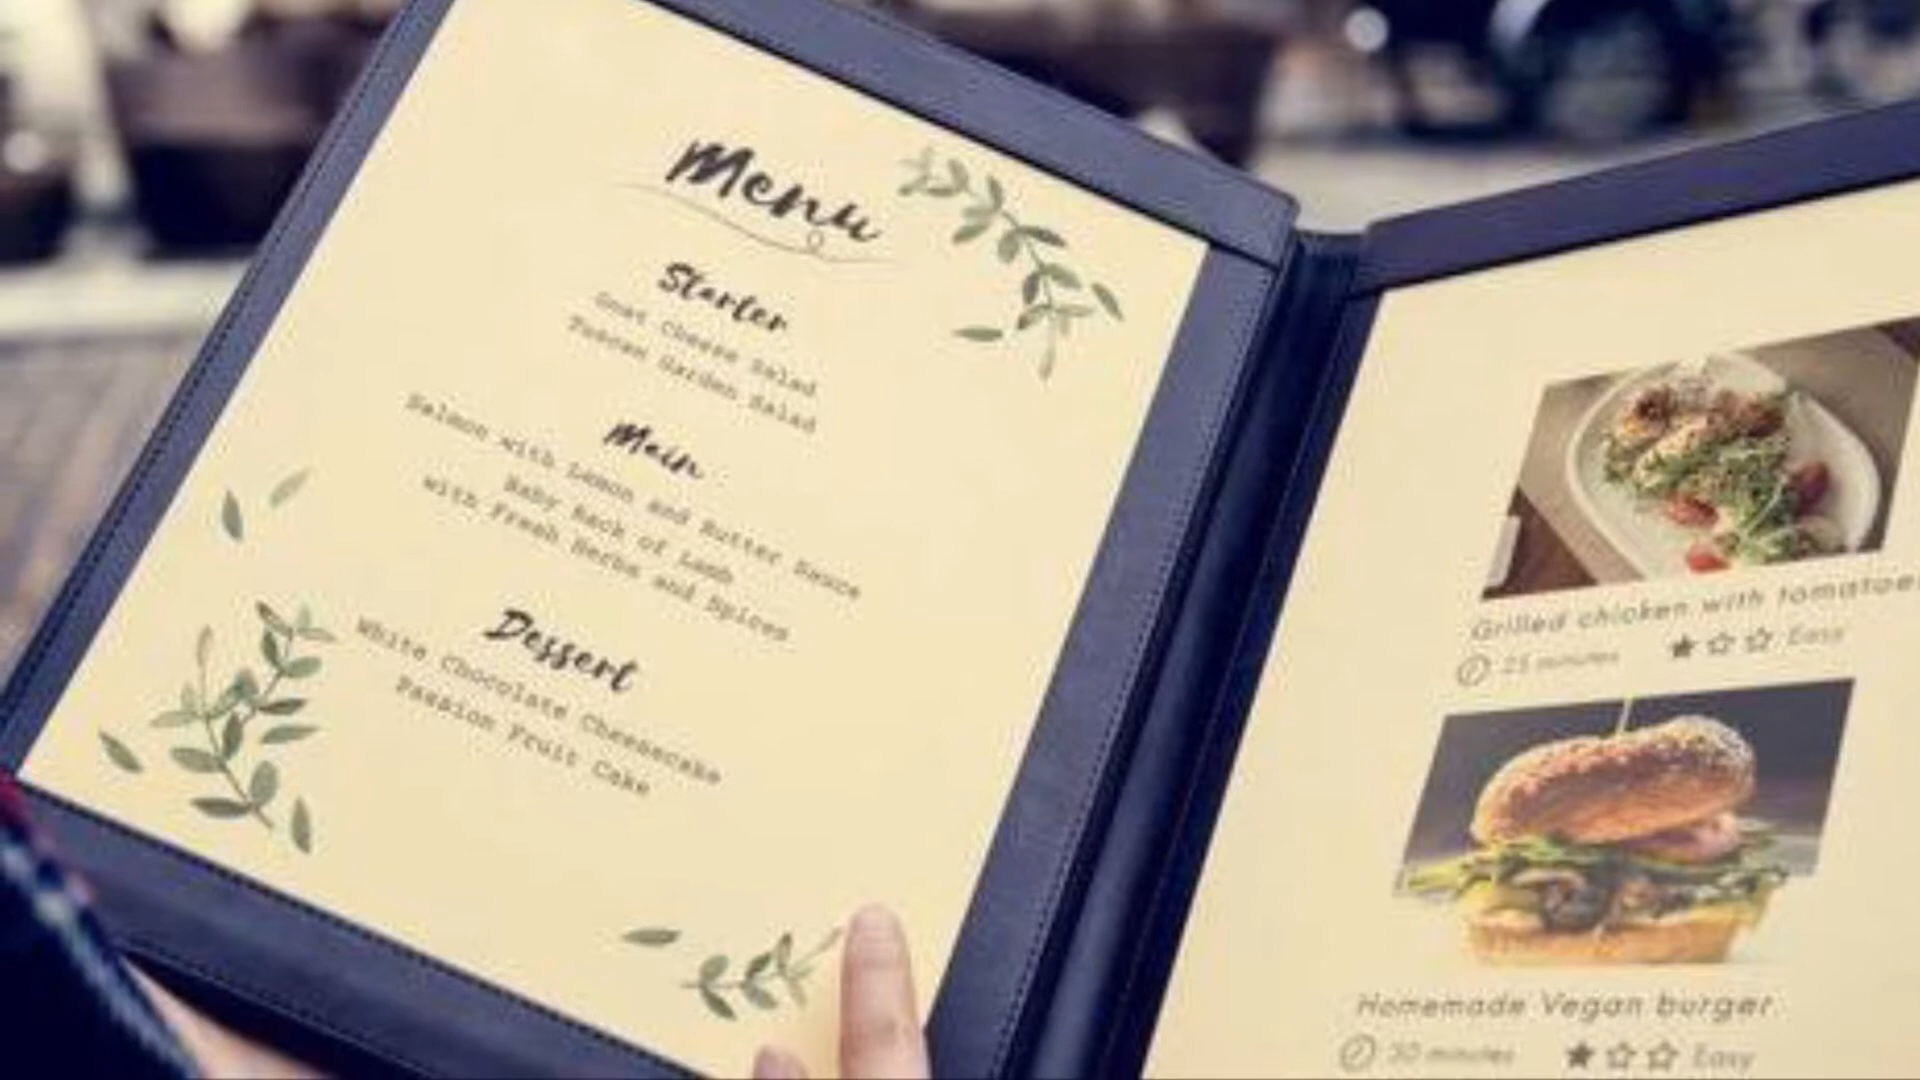 Menu
Starter
Goat Cheese Salad
Tuscan Garden Salad
Main
Salmon with Lemon and Butter Sauce
Baby Rack of Lamb
with Fresh Herbs and Spices
Dessert
White Chocolate Cheesecake
Passion Fruit Cake
Grilled chicken with tomatoe
25 minutes Easy
Homemade Vegan burger
30 minutes Easy